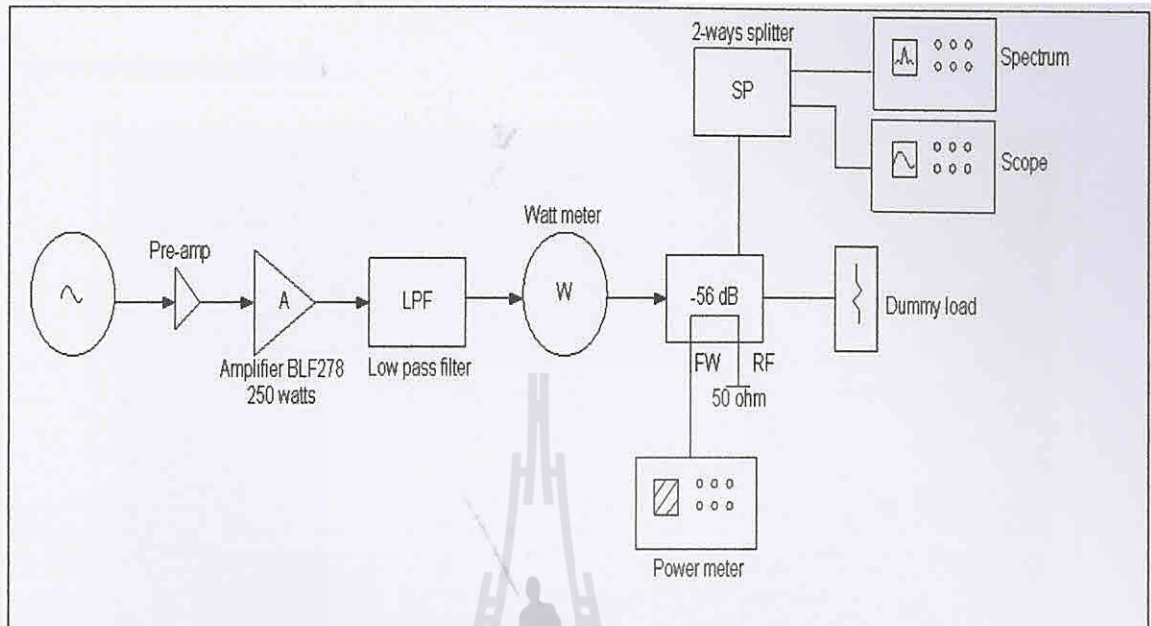 2-ways splitter
SP
Spectrum
Scope
Pre-amp
A
Amplifier BLF278
250 watts
LPF
Low pass filter
Watt meter
W
-56 dB
FW RF
50 ohm
Dummy load
Power meter